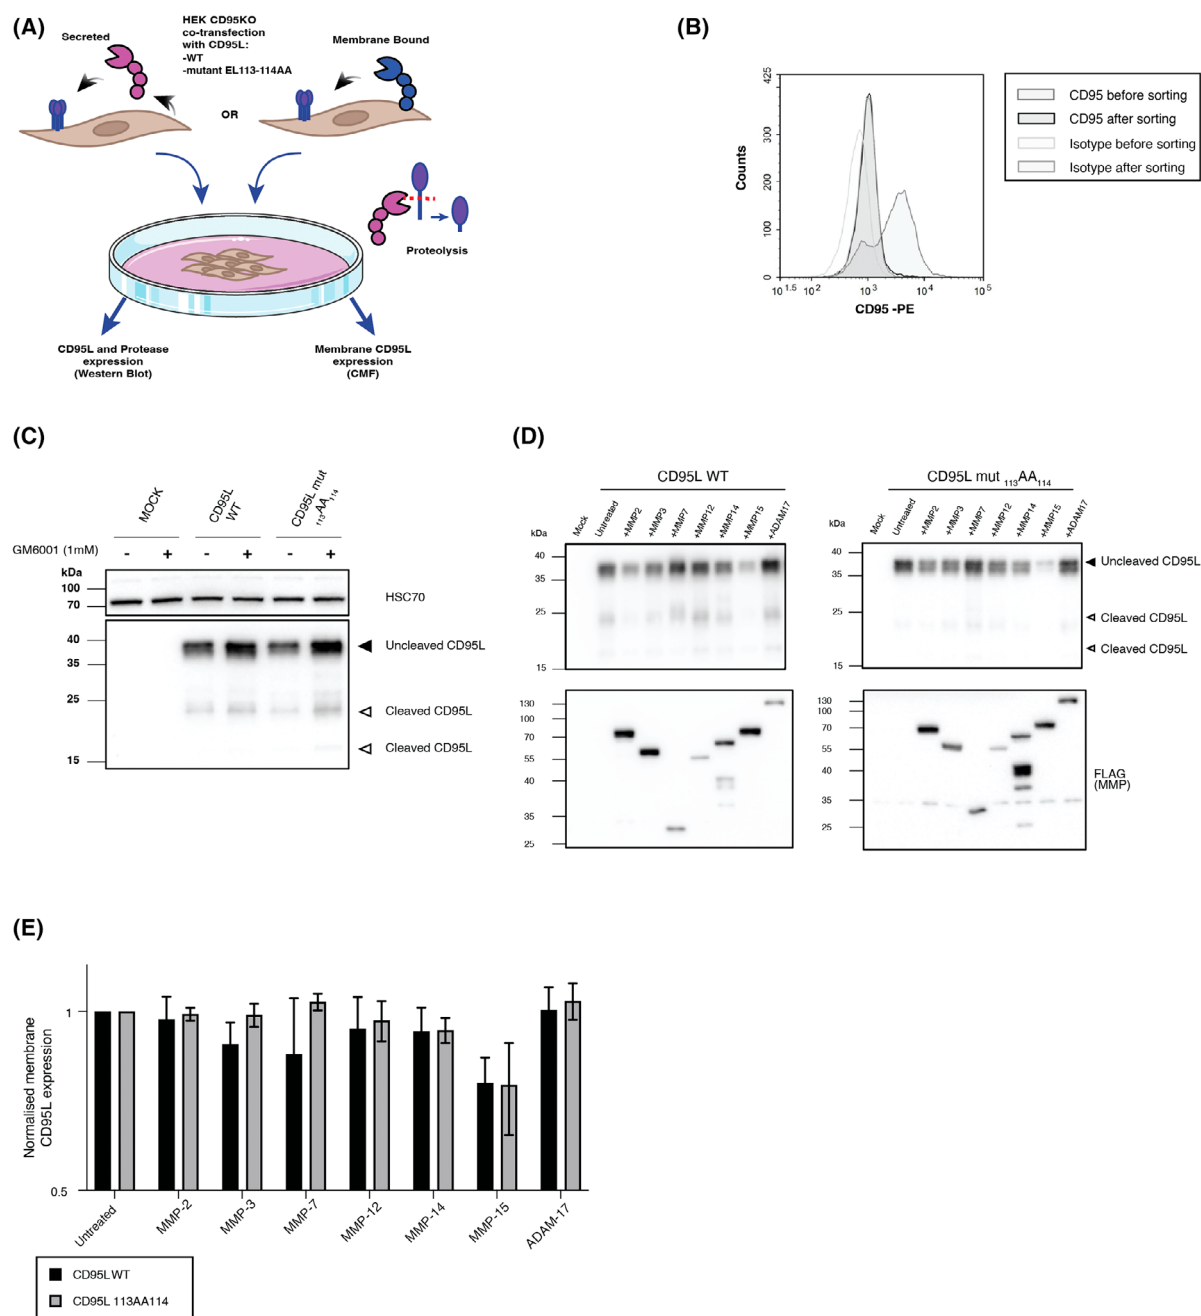 (A)
Secreted
HEK CD95KO
co-transfection
with CD95L:
-WT
-mutant EL113-114AA
Membrane Bound
OR
Proteolysis
CD95L and Protease
expression
(Western Blot)
Membrane CD95L
expression
(CMF)
(B)
425
300
200
100
0
Counts
10^1.5 10^2 10^3 10^4 10^5
CD95 -PE
CD95 before sorting
CD95 after sorting
Isotype before sorting
Isotype after sorting
(C)
MOCK
CD95L
WT
CD95L mut
113AA114
GM6001 (1mM)
- + - + - +
kDa
100
70
HSC70
40
35
25
15
Uncleaved CD95L
Cleaved CD95L
Cleaved CD95L
(D)
CD95L WT
Mock
Untreated
+MMP2
+MMP3
+MMP7
+MMP12
+MMP14
+MMP15
+ADAM17
kDa
40
35
25
15
130
100
70
55
40
35
25
CD95L mut 113AA114
Mock
Untreated
+MMP2
+MMP3
+MMP7
+MMP12
+MMP14
+MMP15
+ADAM17
kDa
40
35
25
15
Uncleaved CD95L
Cleaved CD95L
Cleaved CD95L
130
100
70
55
40
35
25
FLAG
(MMP)
(E)
Normalised membrane
CD95L expression
1
0.5
Untreated
MMP-2
MMP-3
MMP-7
MMP-12
MMP-14
MMP-15
ADAM-17
CD95L WT
CD95L 113AA114